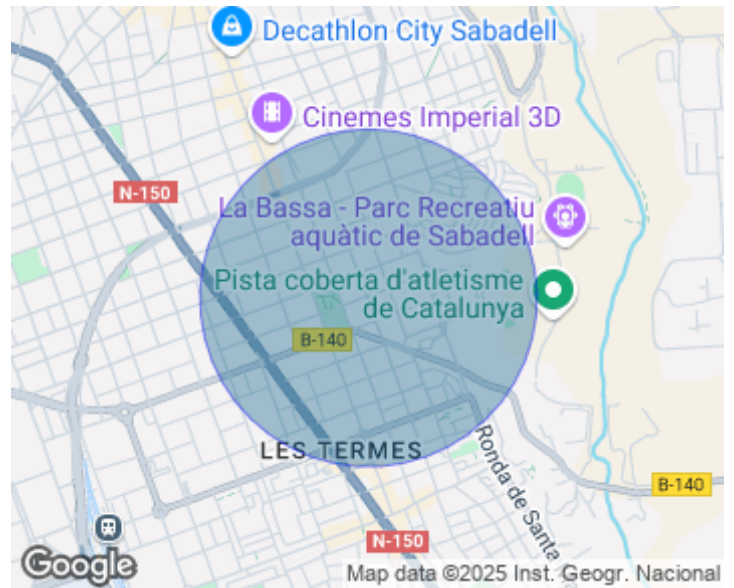 Decathlon City Sabadell
Cinemes Imperial 3D
N-150
La Bassa - Parc Recreatiu
aquàtic de Sabadell
Pista coberta d'atletisme
de Catalunya
B-140
LES TERMES
Ronda de Santa
B-140
N-150
Google
Map data ©2025 Inst. Geogr. Nacional